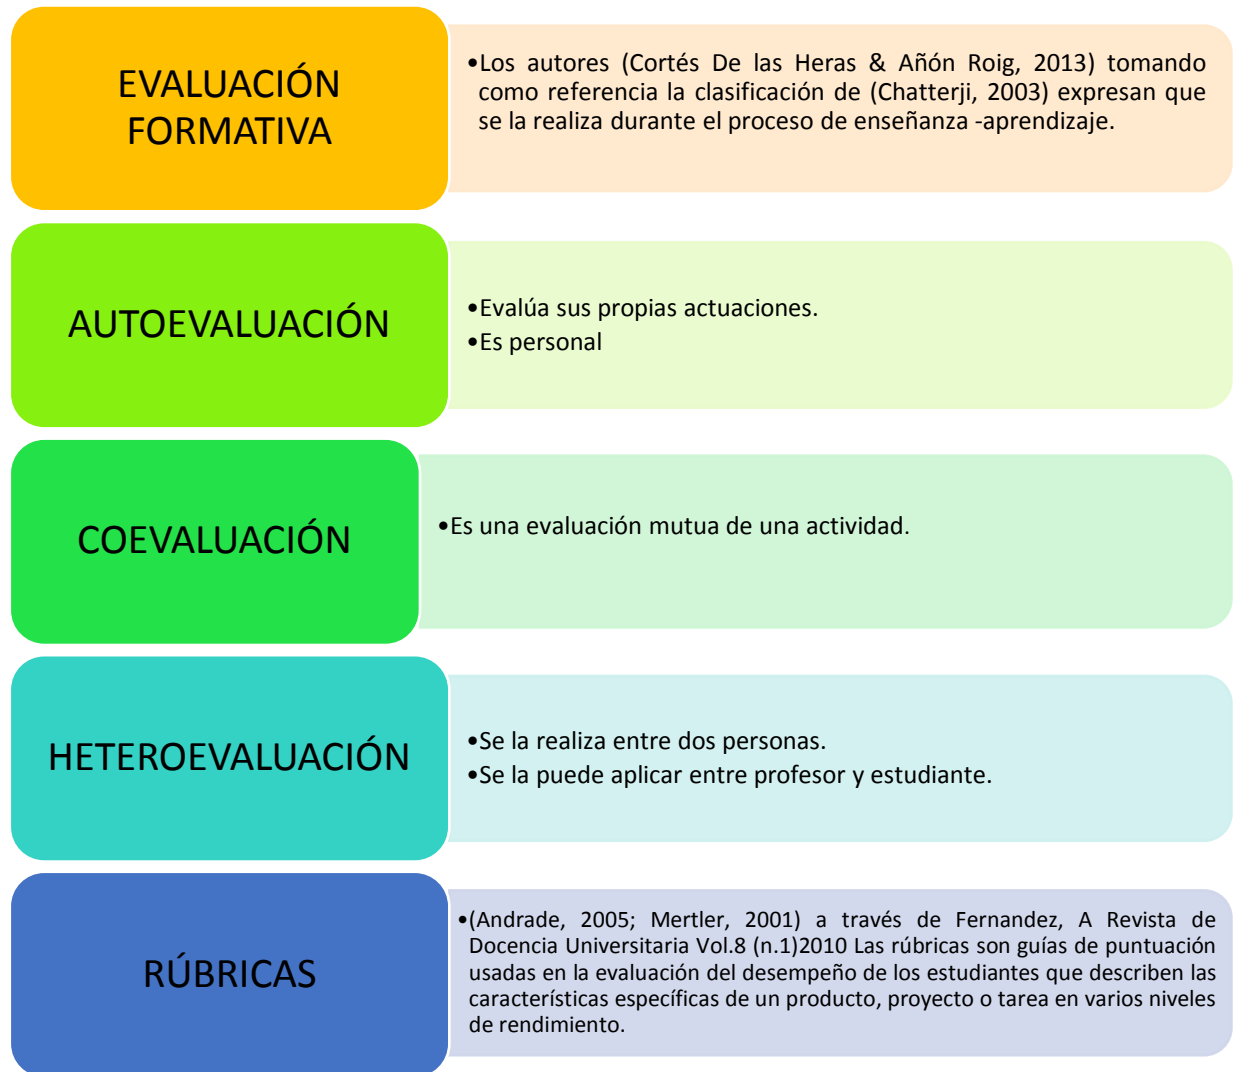 EVALUACIÓN
FORMATIVA
•Los autores (Cortés De las Heras & Añón Roig, 2013) tomando
como referencia la clasificación de (Chatterji, 2003) expresan que
se la realiza durante el proceso de enseñanza -aprendizaje.
AUTOEVALUACIÓN
•Evalúa sus propias actuaciones.
•Es personal
COEVALUACIÓN
•Es una evaluación mutua de una actividad.
HETEROEVALUACIÓN
•Se la realiza entre dos personas.
•Se la puede aplicar entre profesor y estudiante.
RÚBRICAS
•(Andrade, 2005; Mertler, 2001) a través de Fernandez, A Revista de
Docencia Universitaria Vol.8 (n.1)2010 Las rúbricas son guías de puntuación
usadas en la evaluación del desempeño de los estudiantes que describen las
características específicas de un producto, proyecto o tarea en varios niveles
de rendimiento.